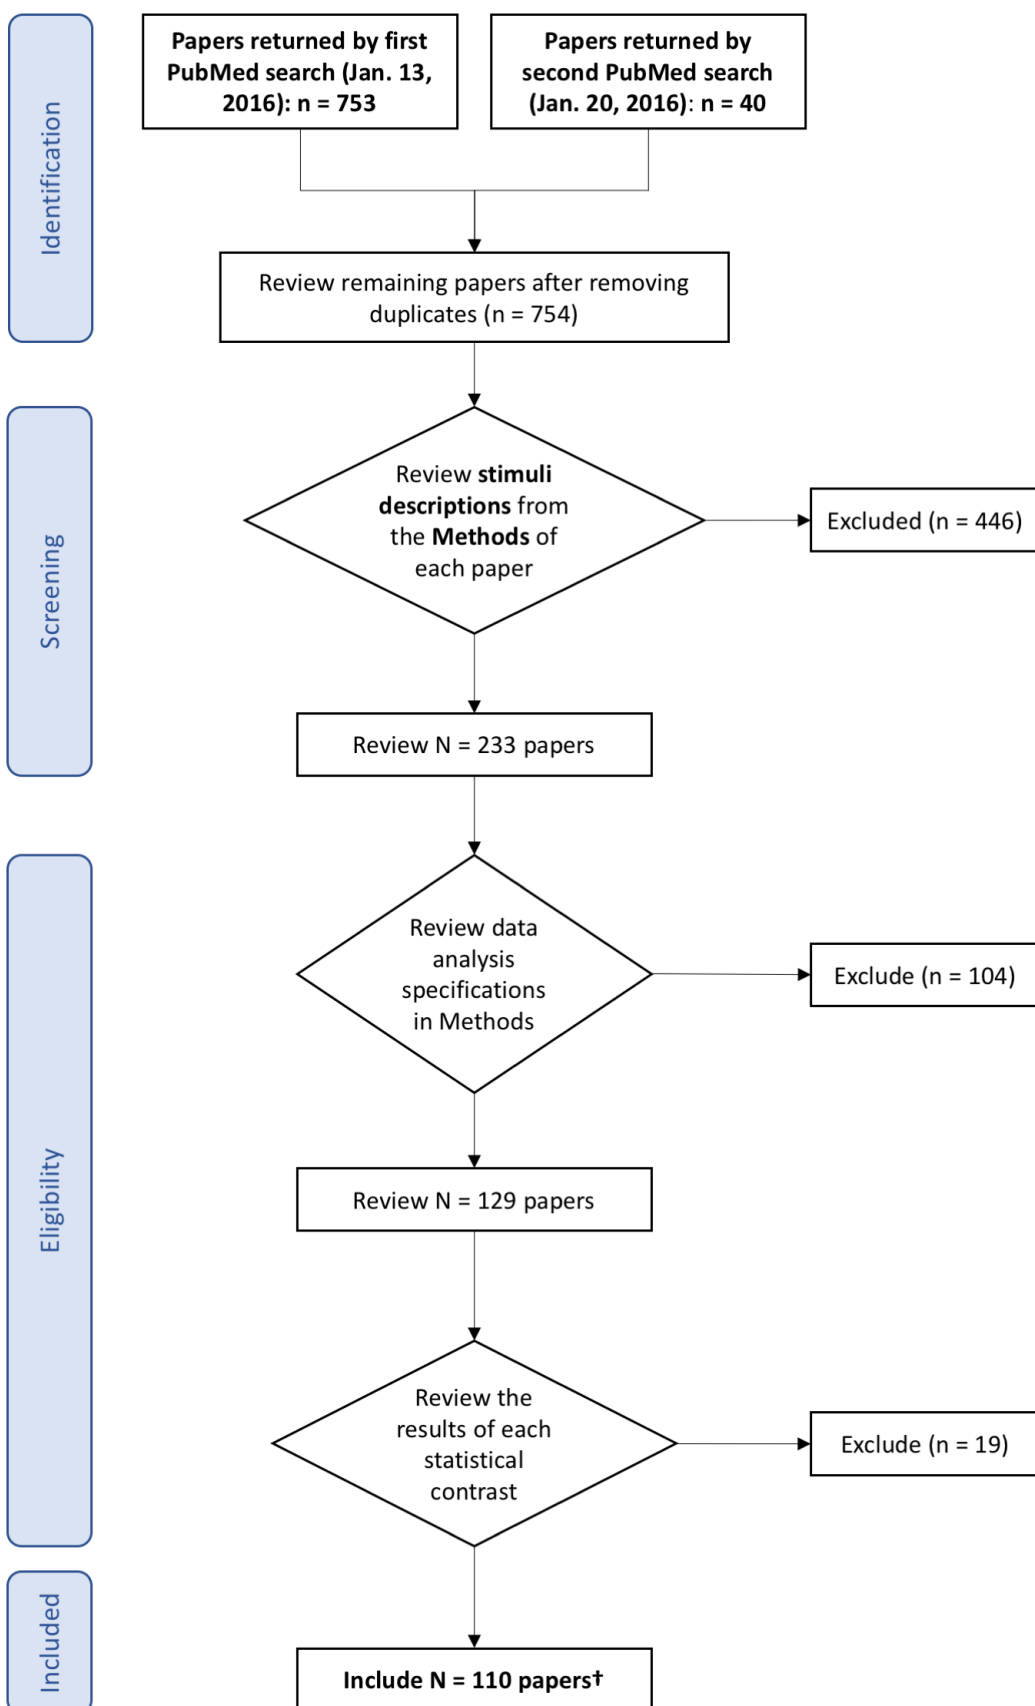 Papers returned by first
PubMed search (Jan. 13,
2016): n = 753
Papers returned by
second PubMed search
(Jan. 20, 2016): n = 40
Identification
Review remaining papers after removing
duplicates (n = 754)
Screening
Review stimuli
descriptions from
the Methods of
each paper
Excluded (n = 446)
Review N = 233 papers
Eligibility
Review data
analysis
specifications
in Methods
Exclude (n = 104)
Review N = 129 papers
Review the
results of each
statistical
contrast
Exclude (n = 19)
Included
Include N = 110 papers†